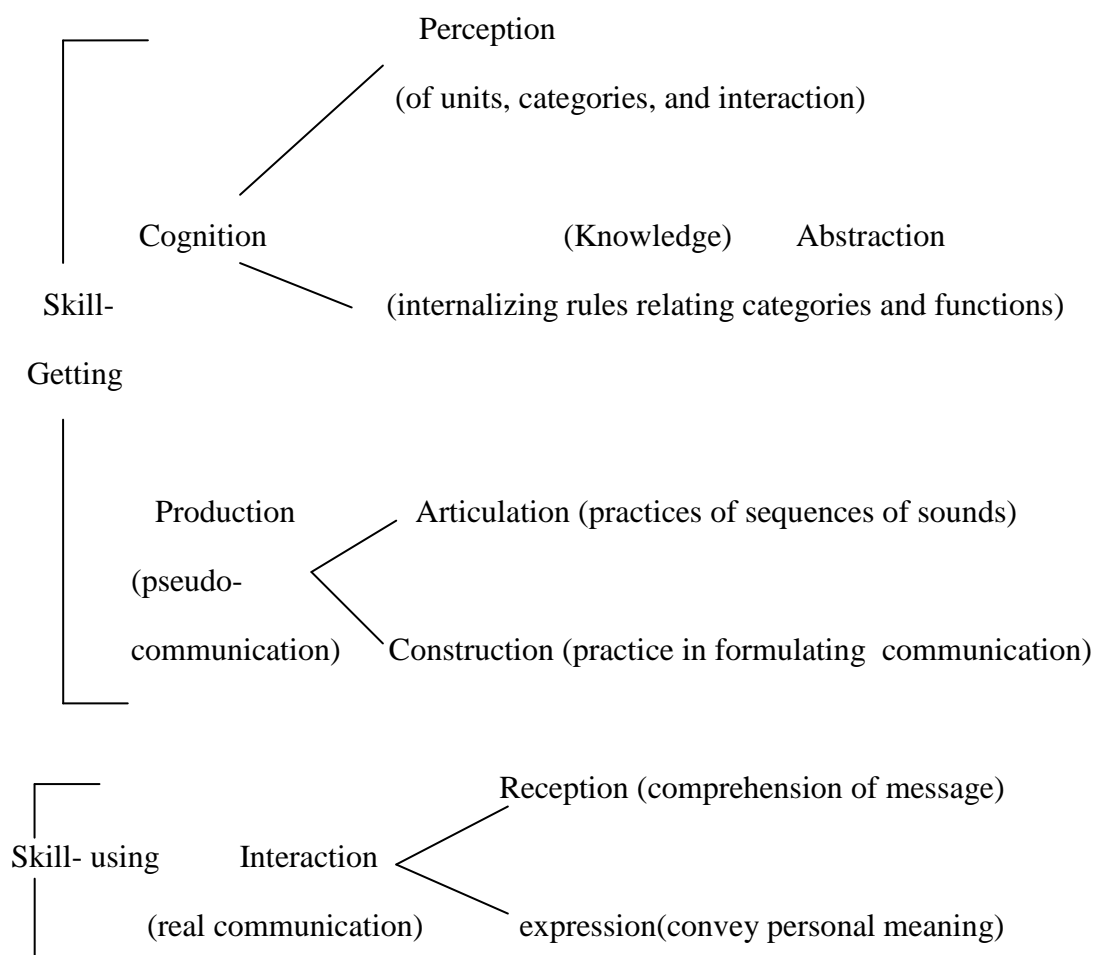 Perception
(of units, categories, and interaction)
Cognition (Knowledge) Abstraction
Skill- (internalizing rules relating categories and functions)
Getting
Production Articulation (practices of sequences of sounds)
(pseudo-
communication) Construction (practice in formulating communication)
Reception (comprehension of message)
Skill- using Interaction
(real communication) expression(convey personal meaning)